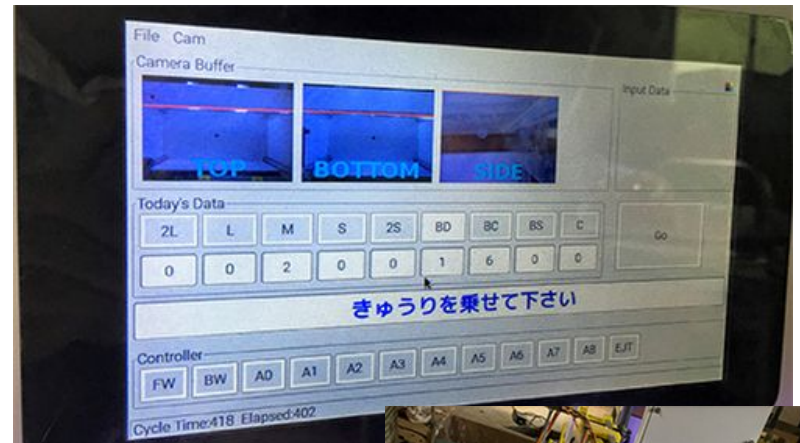 File Cam
Camera Buffer
Input Data
TOP BOTTOM SIDE
Today's Data
2L L M S 2S BD BC BS C
Go
0 0 2 0 0 1 6 0 0
きゅうりを乗せて下さい
Controller
FW BW A0 A1 A2 A3 A4 A5 A6 A7 A8 EJT
Cycle Time:418 Elapsed:402